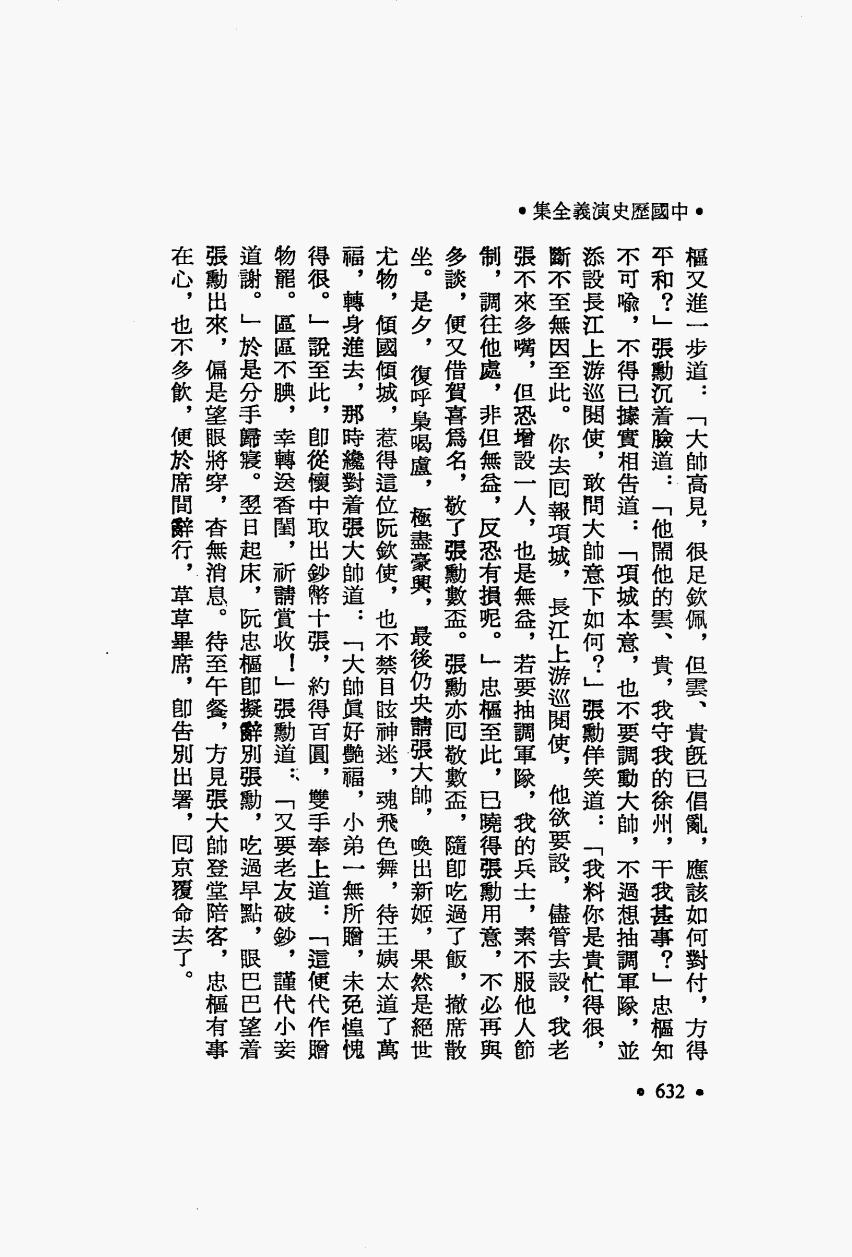 •中國歷史演義全集•
樞又進一步道：「大帥高見，很足欽佩，但雲、貴旣已倡亂，應該如何對付，方得
平和？」張勳沉着臉道：「他鬧他的雲、貴，我守我的徐州，干我甚事？」忠樞知
不可喩，不得已據實相告道：「項城本意，也不要調動大帥，不過想抽調軍隊，並
添設長江上游巡閱使，敢問大帥意下如何？」張勳佯笑道：「我料你是貴忙得很，
斷不至無因至此。你去囘報項城，長江上游巡閱使，他欲要設，儘管去設，我老
張不來多嘴，但恐增設一人，也是無益，若要抽調軍隊，我的兵士，素不服他人節
制，調往他處，非但無益，反恐有損呢。」忠樞至此，已曉得張勳用意，不必再與
多談，便又借賀喜爲名，敬了張勳數盃。張勳亦囘敬數盃，隨卽吃過了飯，撤席散
坐。是夕，復呼梟喝盧，極盡豪興，最後仍央請張大帥，喚出新姬，果然是絕世
尤物，傾國傾城，惹得這位阮欽使，也不禁目眩神迷，魂飛色舞，待王姨太道了萬
福，轉身進去，那時纔對着張大帥道：「大帥眞好艷福，小弟一無所贈，未免惶愧
得很。」說至此，卽從懷中取出鈔幣十張，約得百圓，雙手奉上道：「這便代作贈
物罷。區區不腆，幸轉送香閨，祈請賞收！」張勳道：「又要老友破鈔，謹代小妾
道謝。」於是分手歸寢。翌日起床，阮忠樞卽擬辭別張勳，吃過早點，眼巴巴望着
張勳出來，偏是望眼將穿，杳無消息。待至午餐，方見張大帥登堂陪客，忠樞有事
在心，也不多飮，便於席間辭行，草草畢席，卽告別出署，囘京覆命去了。
• 632 •